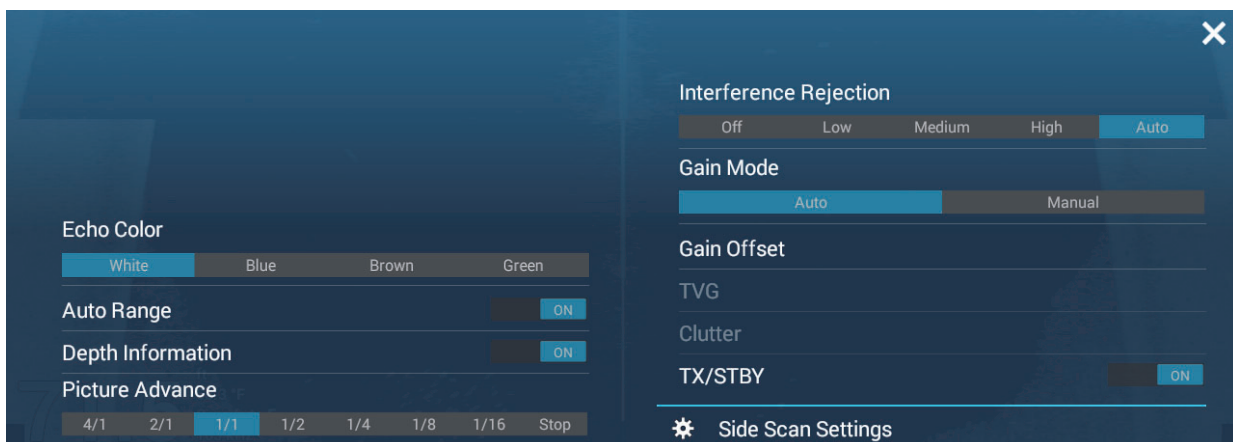 Echo Color
White Blue Brown Green
Auto Range ON
Depth Information ON
Picture Advance
4/1 2/1 1/1 1/2 1/4 1/8 1/16 Stop
Interference Rejection
Off Low Medium High Auto
Gain Mode
Auto Manual
Gain Offset
TVG
Clutter
TX/STBY ON
Side Scan Settings